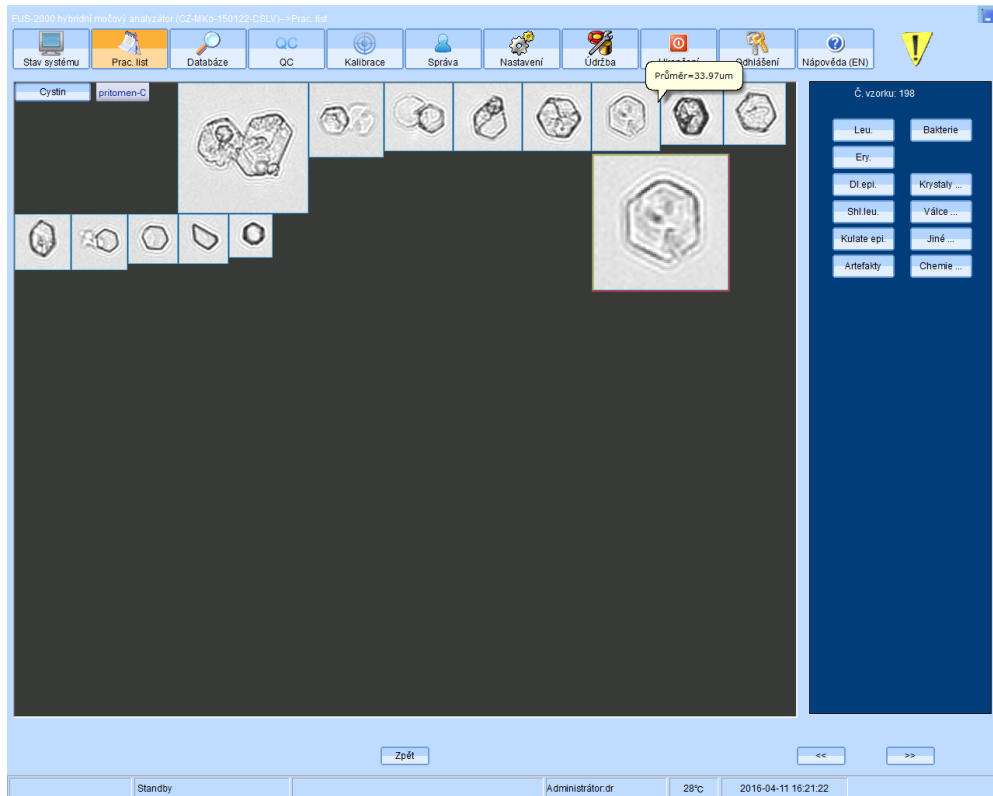 FUS-2000 hybridní močový analyzátor (CZ-MKo-150122-CSLV)-->Prac. list
QC
Stav systému Prac. list Databáze QC Kalibrace Správa Nastavení Údržba Odhlášení Nápověda (EN)
Průměr=33.97um
Cystin pritomen-C
Č. vzorku: 198
Leu. Bakterie
Ery.
Dl.epi. Krystaly ...
Shl.leu. Válce ...
Kulate epi. Jiné ...
Artefakty Chemie ...
Zpět << >>
Standby Administrátor:dr 28°C 2016-04-11 16:21:22